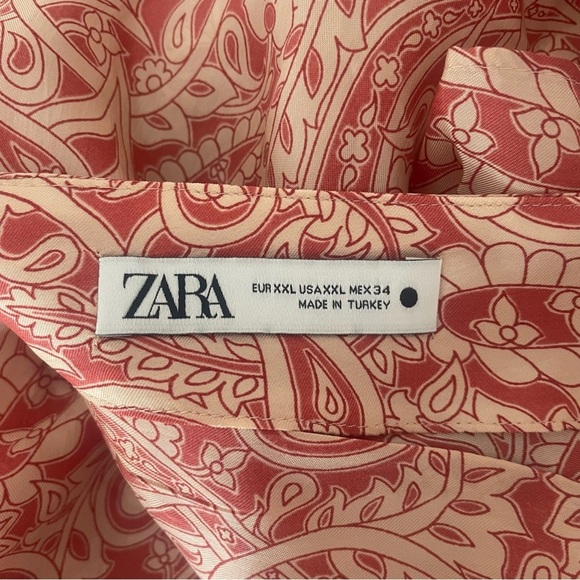 ZARA
EUR XXL USA XXL MEX 34
MADE IN TURKEY